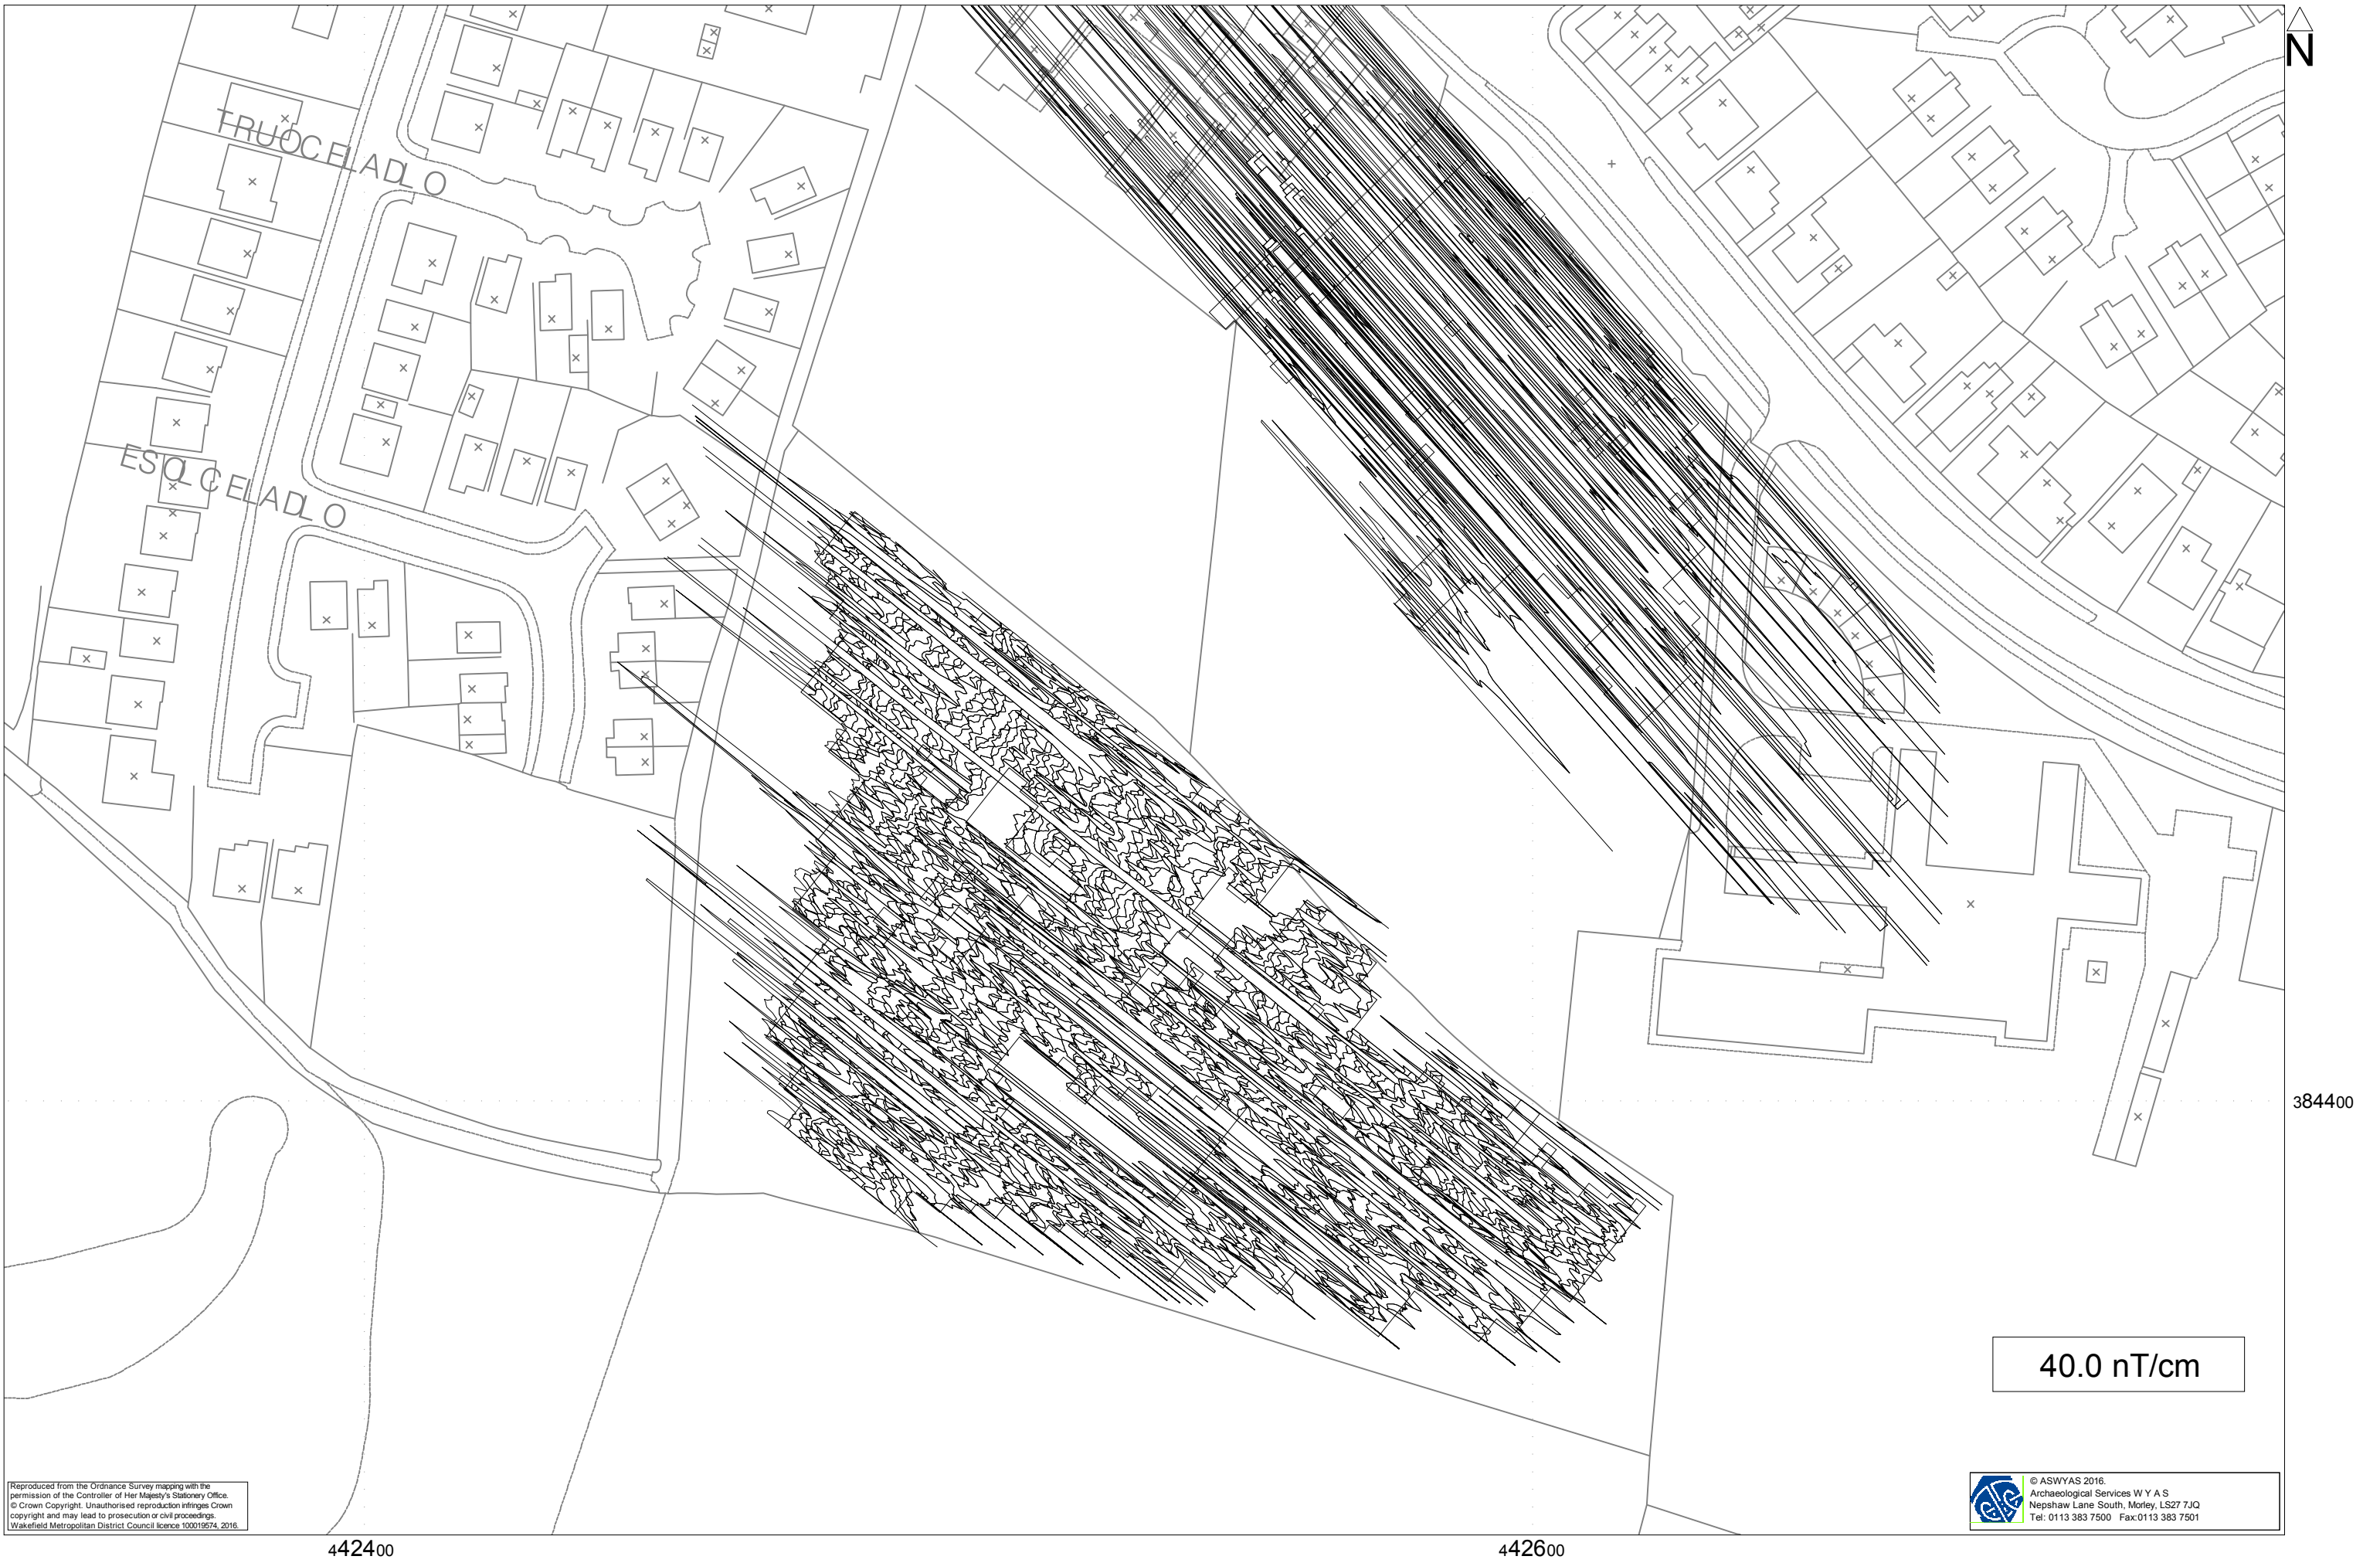 N
TRUOC ELADLO
ESOLC ELADLO
384400
40.0 nT/cm
Reproduced from the Ordnance Survey mapping with the
permission of the Controller of Her Majesty's Stationery Office.
© Crown Copyright. Unauthorised reproduction infringes Crown
copyright and may lead to prosecution or civil proceedings.
Wakefield Metropolitan District Council licence 100019574, 2016.
© ASWYAS 2016.
Archaeological Services W Y A S
Nepshaw Lane South, Morley, LS27 7JQ
Tel: 0113 383 7500 Fax:0113 383 7501
442400
442600